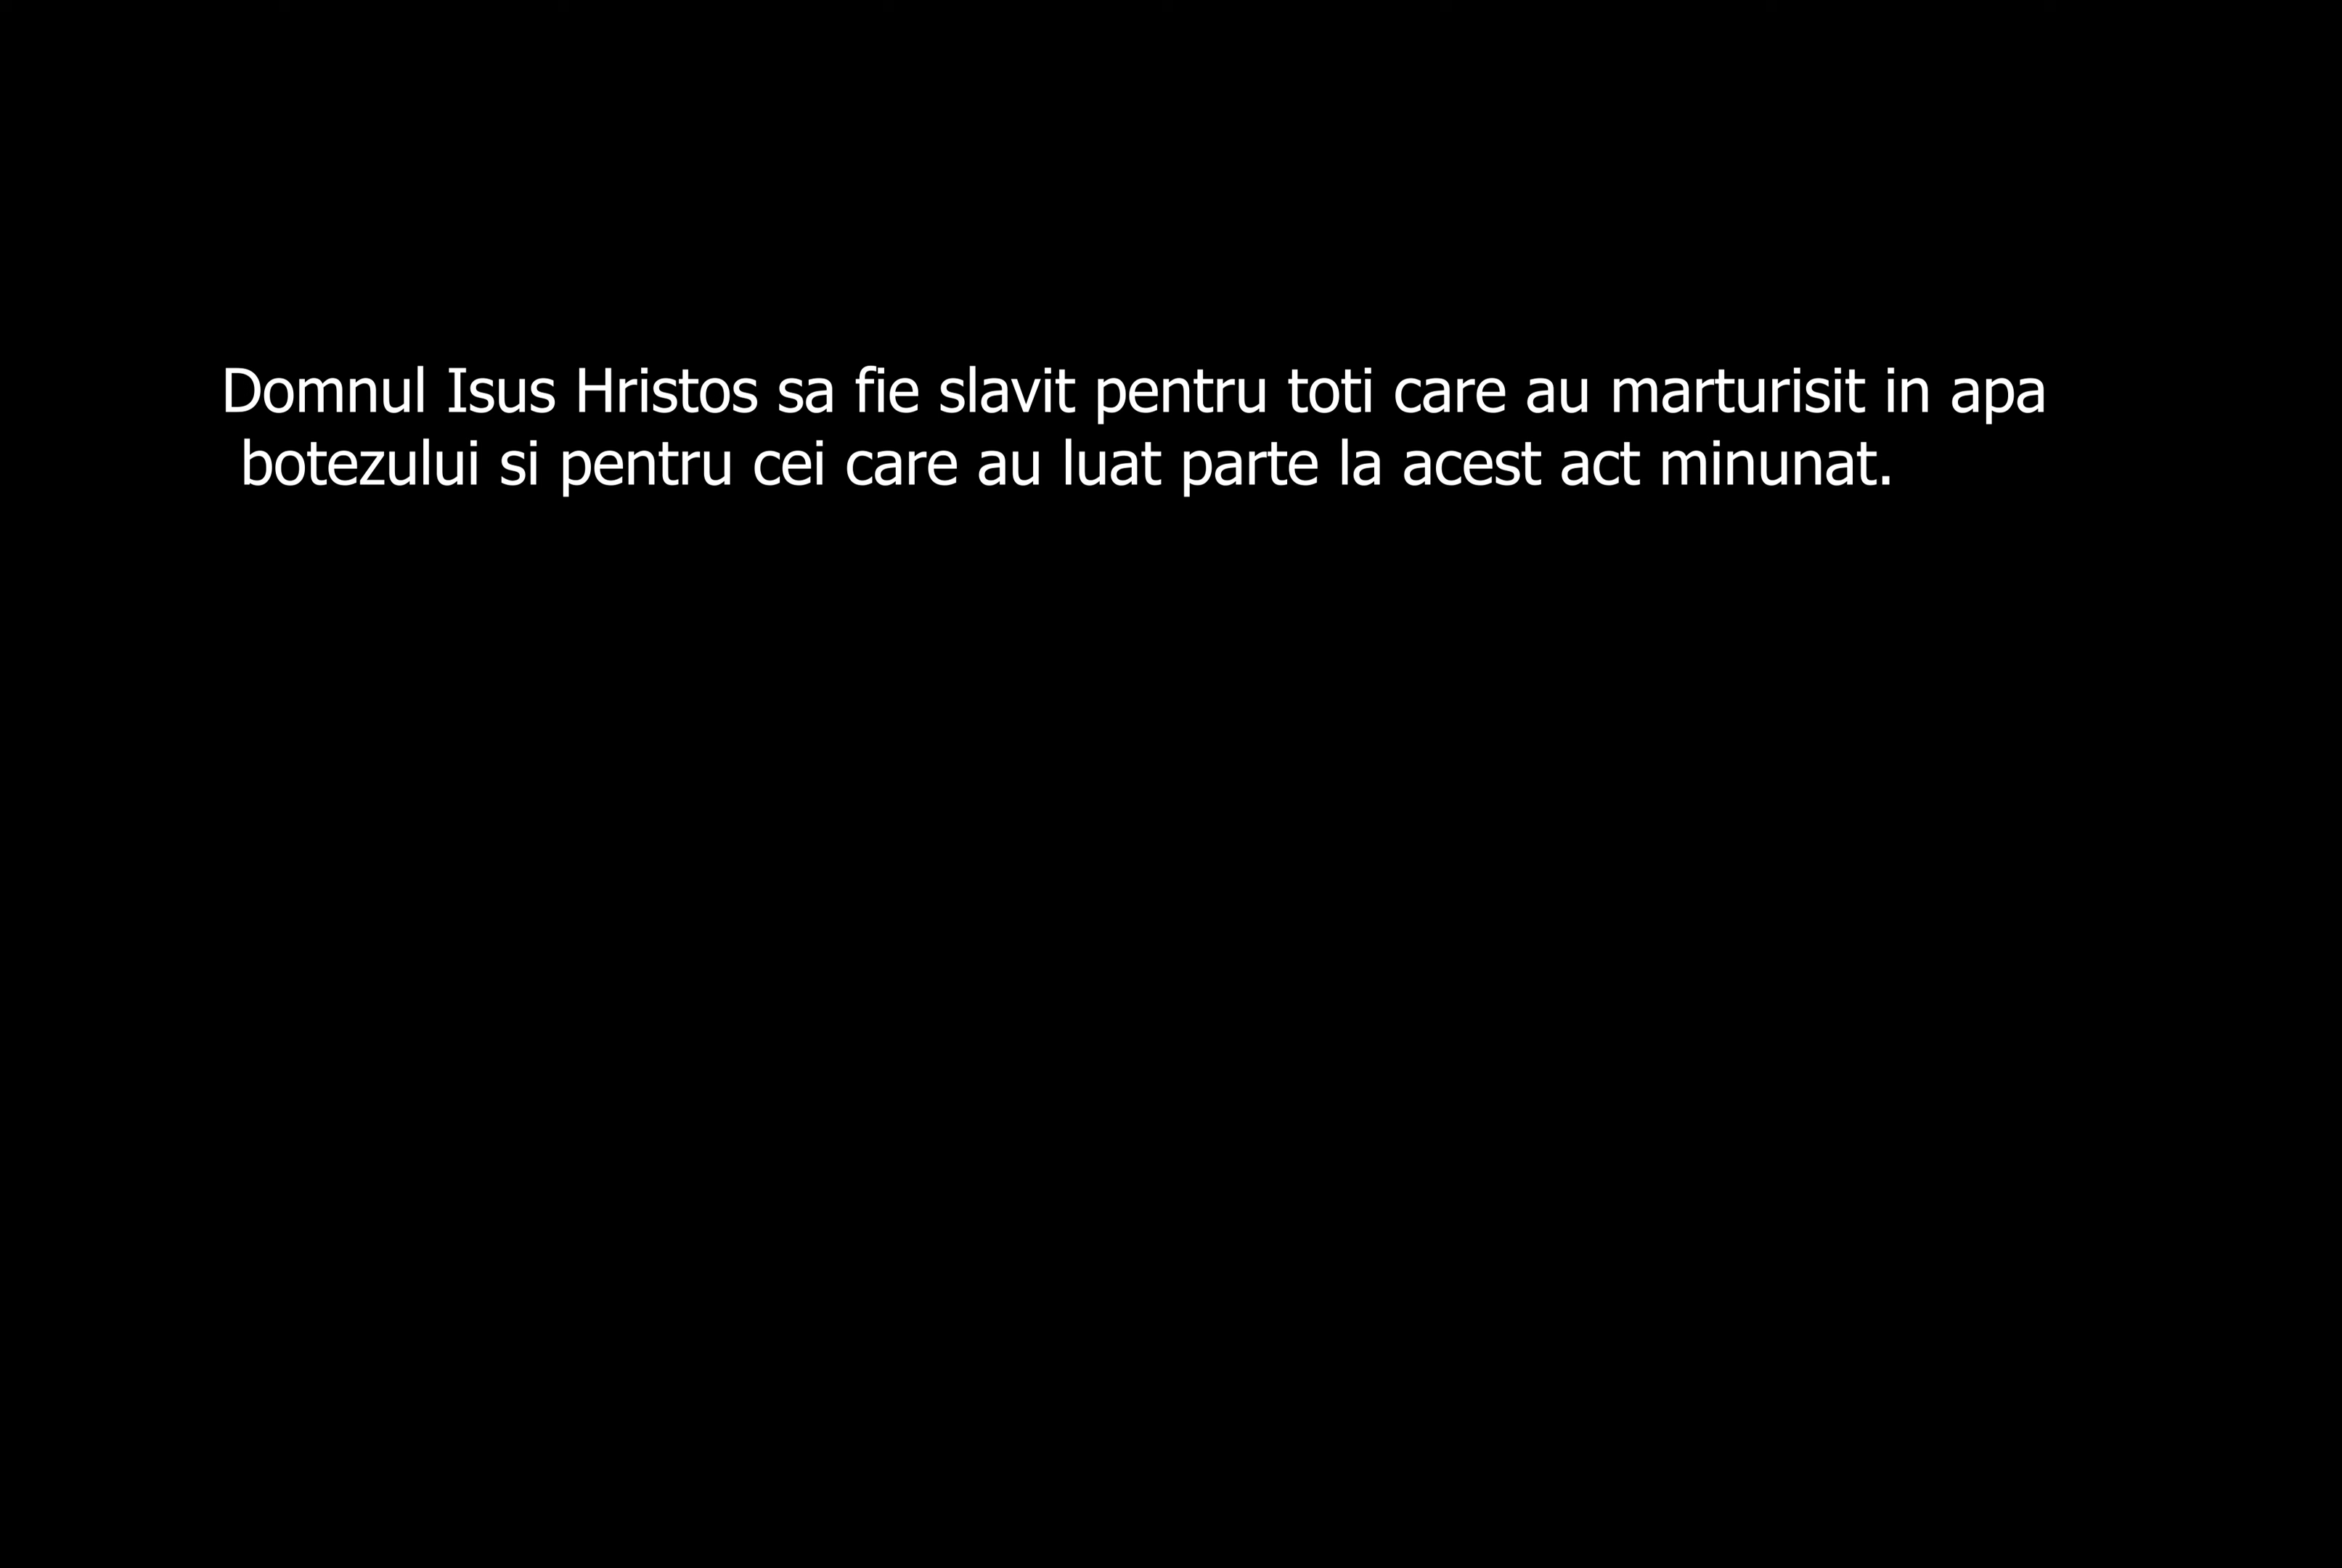 Domnul Isus Hristos sa fie slavit pentru toti care au marturisit in apa
botezului si pentru cei care au luat parte la acest act minunat.